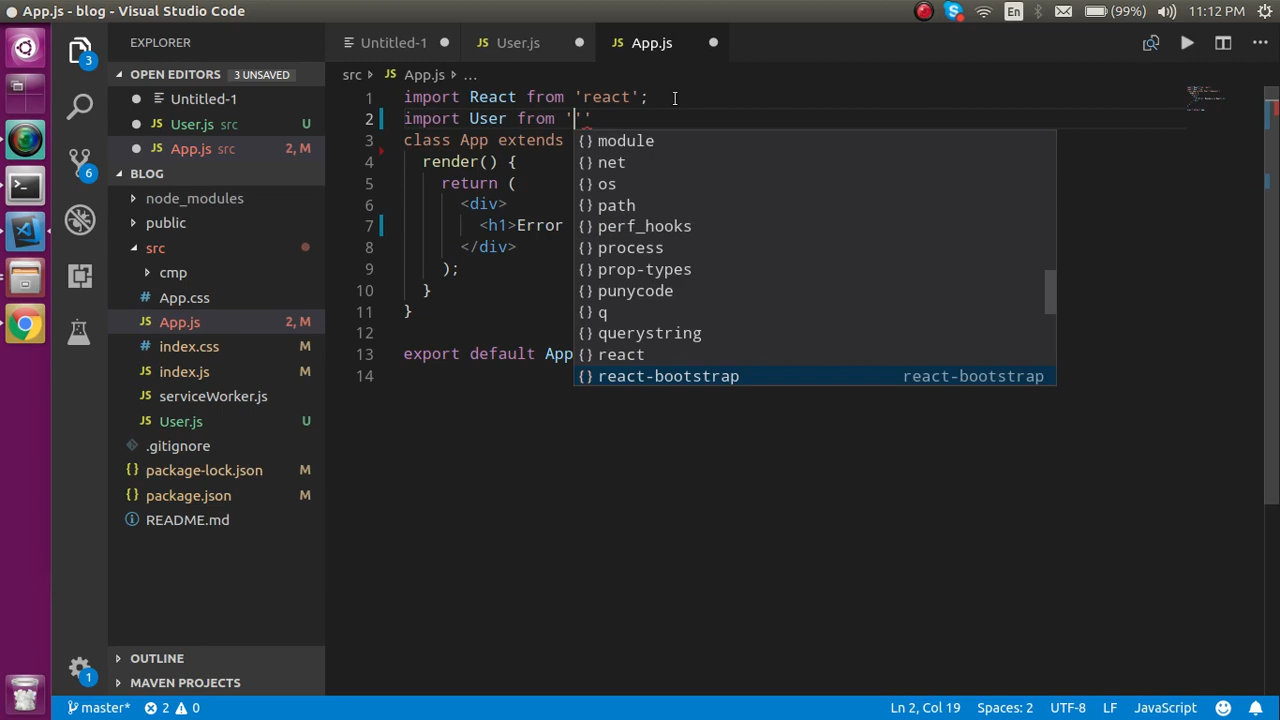 App.js - blog - Visual Studio Code
En
(99%)
11:12 PM
EXPLORER
Untitled-1
User.js
App.js
3
OPEN EDITORS
3 UNSAVED
Untitled-1
User.js src U
App.js src 2, M
BLOG
node_modules
public
src
cmp
App.css
App.js 2, M
index.css M
index.js M
serviceWorker.js
User.js U
.gitignore
package-lock.json M
package.json M
README.md
OUTLINE
MAVEN PROJECTS
6
1
src
JS App.js ...
1 import React from 'react';
2 import User from ''
3 class App extends
4 render() {
5 return (
6 <div>
7 <h1>Error
8 </div>
9 );
10 }
11 }
12
13 export default App
14
{} module
{} net
{} os
{} path
{} perf_hooks
{} process
{} prop-types
{} punycode
{} q
{} querystring
{} react
{} react-bootstrap react-bootstrap
master*
2 0
Ln 2, Col 19
Spaces: 2
UTF-8
LF
JavaScript